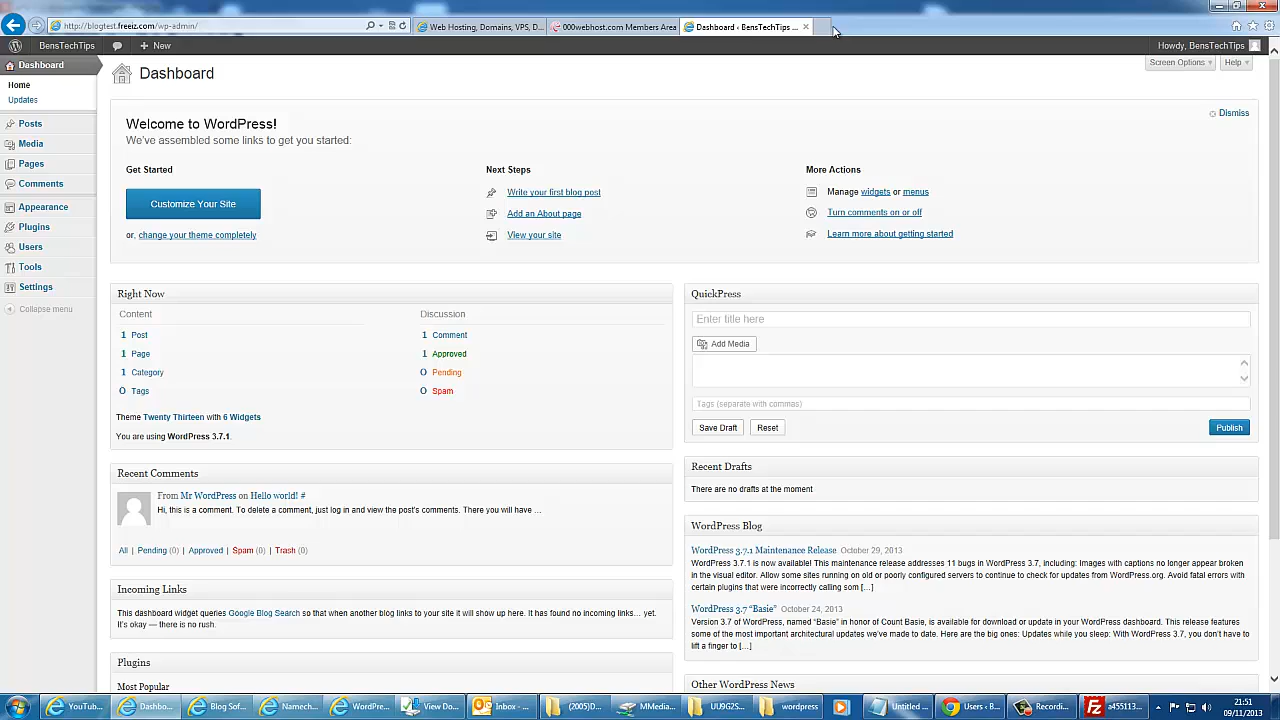 http://blogtest.freeiz.com/wp-admin/
Web Hosting, Domains, VPS, D...
000webhost.com Members Area
Dashboard ‹ BensTechTips ...
BensTechTips
New
Howdy, BensTechTips
Dashboard
Home
Updates
Posts
Media
Pages
Comments
Appearance
Plugins
Users
Tools
Settings
Collapse menu
Dashboard
Screen Options
Help
Welcome to WordPress!
We've assembled some links to get you started:
Dismiss
Get Started
Customize Your Site
or, change your theme completely
Next Steps
Write your first blog post
Add an About page
View your site
More Actions
Manage widgets or menus
Turn comments on or off
Learn more about getting started
Right Now
Content
Discussion
1 Post
1 Comment
1 Page
1 Approved
1 Category
0 Pending
0 Tags
0 Spam
Theme Twenty Thirteen with 6 Widgets
You are using WordPress 3.7.1.
Recent Comments
From Mr WordPress on Hello world! #
Hi, this is a comment. To delete a comment, just log in and view the post's comments. There you will have ...
All | Pending (0) | Approved | Spam (0) | Trash (0)
Incoming Links
This dashboard widget queries Google Blog Search so that when another blog links to your site it will show up here. It has found no incoming links... yet.
It's okay — there is no rush.
Plugins
Most Popular
QuickPress
Enter title here
Add Media
Tags (separate with commas)
Save Draft
Reset
Publish
Recent Drafts
There are no drafts at the moment
WordPress Blog
WordPress 3.7.1 Maintenance Release October 29, 2013
WordPress 3.7.1 is now available! This maintenance release addresses 11 bugs in WordPress 3.7, including: Images with captions no longer appear broken
in the visual editor. Allow some sites running on old or poorly configured servers to continue to check for updates from WordPress.org. Avoid fatal errors with
certain plugins that were incorrectly calling som [...]
WordPress 3.7 "Basie" October 24, 2013
Version 3.7 of WordPress, named "Basie" in honor of Count Basie, is available for download or update in your WordPress dashboard. This release features
some of the most important architectural updates we've made to date. Here are the big ones: Updates while you sleep: With WordPress 3.7, you don't have to
lift a finger to [...]
Other WordPress News
YouTub...
Dashbo...
Blog Sof...
Namech...
WordPre...
View Do...
Inbox - ...
(2005)D...
MMedia...
UU9G2S...
wordpress
Untitled ...
Users ‹ B...
Recordi...
a455113...
21:51
09/11/2013